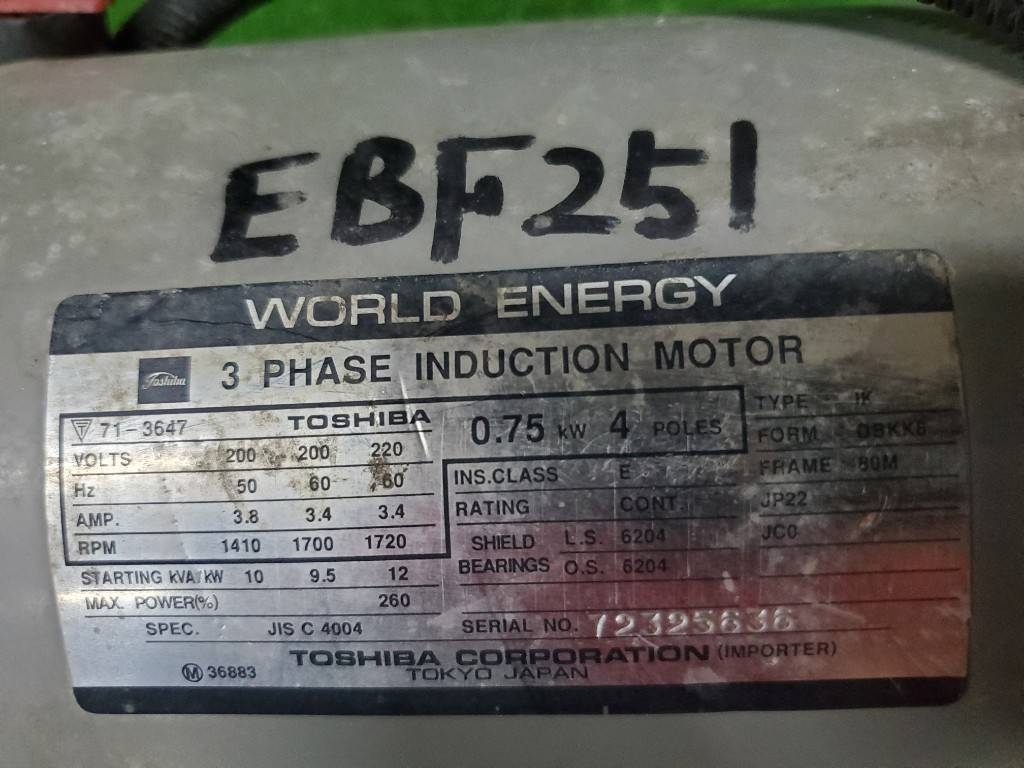 EBF251
WORLD ENERGY
Toshiba 3 PHASE INDUCTION MOTOR
71-3647 TOSHIBA 0.75 kW 4 POLES TYPE IK
VOLTS 200 200 220 FORM
Hz 50 60 60 INS.CLASS E FRAME 80M
AMP. 3.8 3.4 3.4 RATING CONT. JP22
RPM 1410 1700 1720 SHIELD L.S. 6204 JC0
STARTING KVA/KW 10 9.5 12 BEARINGS O.S. 6204
MAX. POWER(%) 260
SPEC. JIS C 4004 SERIAL NO. 12325636
TOSHIBA CORPORATION (IMPORTER)
M 36883 TOKYO JAPAN